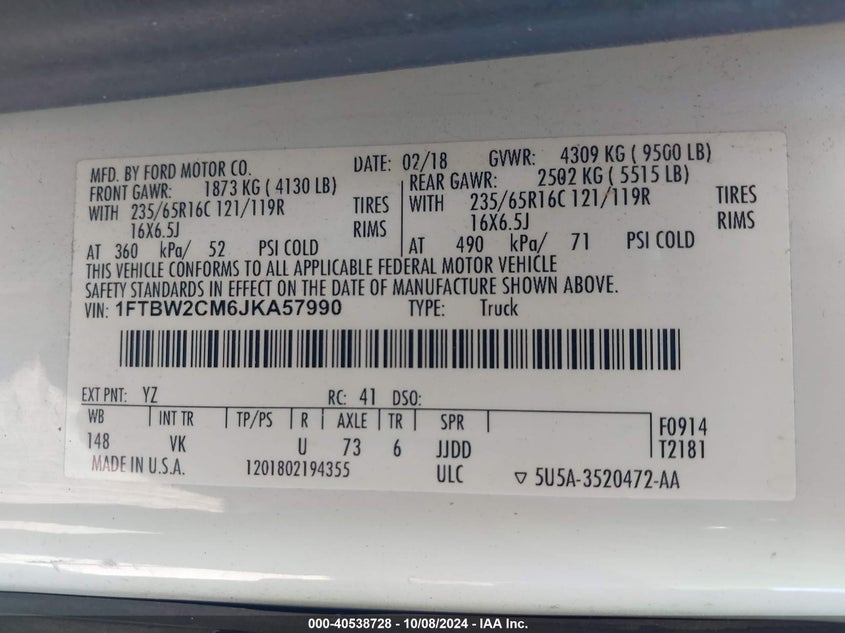 MFD. BY FORD MOTOR CO. DATE: 02/18 GVWR: 4309 KG ( 9500 LB)
FRONT GAWR: 1873 KG ( 4130 LB) REAR GAWR: 2502 KG ( 5515 LB)
WITH 235/65R16C 121/119R TIRES WITH 235/65R16C 121/119R TIRES
16X6.5J RIMS 16X6.5J RIMS
AT 360 kPa/ 52 PSI COLD AT 490 kPa/ 71 PSI COLD
THIS VEHICLE CONFORMS TO ALL APPLICABLE FEDERAL MOTOR VEHICLE
SAFETY STANDARDS IN EFFECT ON THE DATE OF MANUFACTURE SHOWN ABOVE.
VIN: 1FTBW2CM6JKA57990 TYPE: Truck
EXT PNT: YZ RC: 41 DSO:
WB INT TR TP/PS R AXLE TR SPR F0914
148 VK U 73 6 JJDD T2181
MADE IN U.S.A. 1201802194355 ULC ▽ 5U5A-3520472-AA
000-40538728 - 10/08/2024 - IAA Inc.